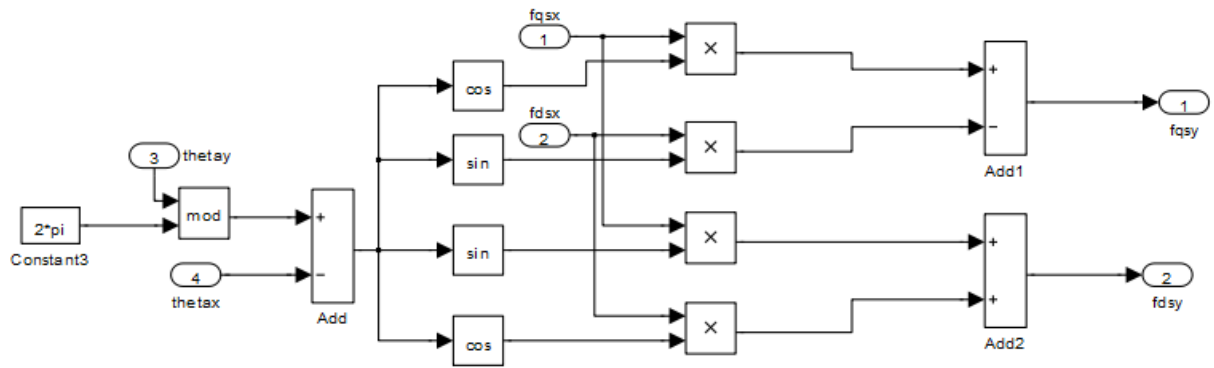 fqsx
1
×
cos
+
fdsx
1
2
×
−
fqsy
sin
3
thetay
Add1
mod
+
×
2*pi
sin
+
Constant3
−
2
4
fdsy
thetax
×
+
Add
cos
Add2